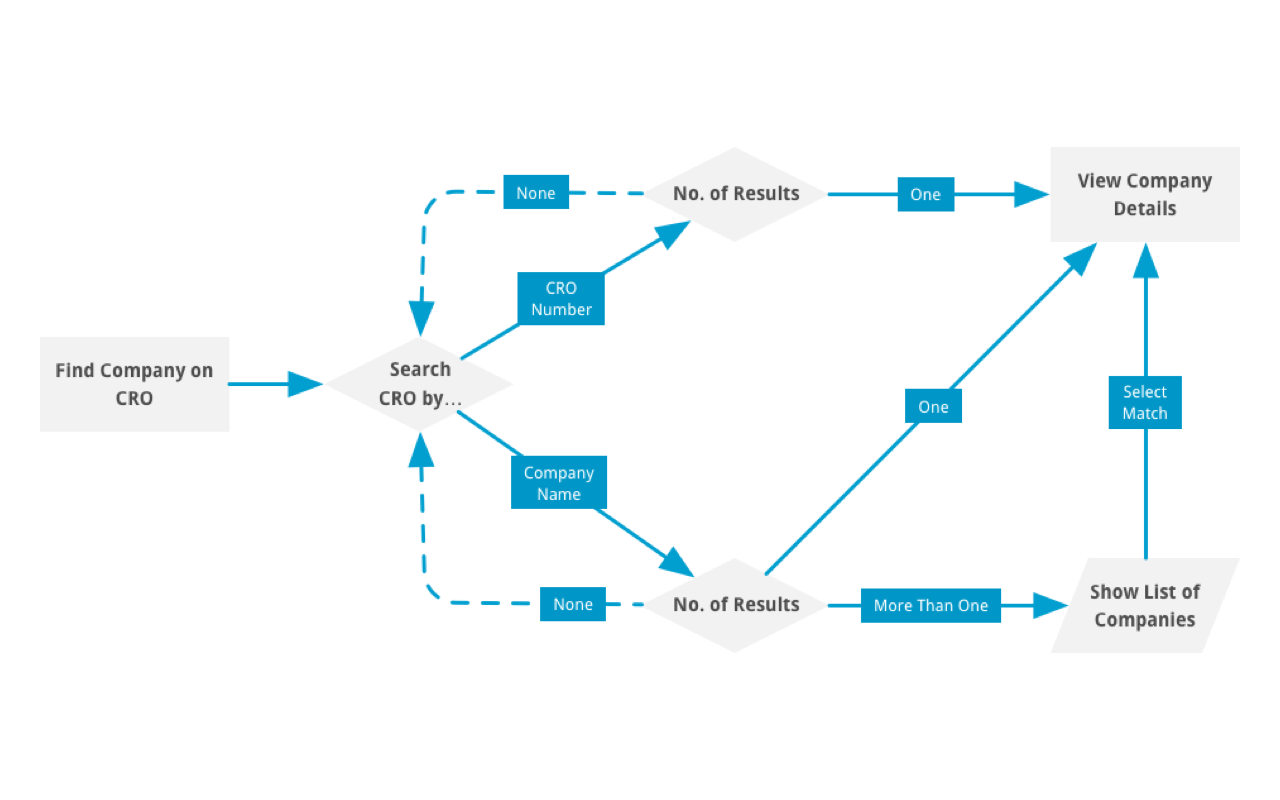 None
No. of Results
One
View Company
Details
CRO
Number
Find Company on
CRO
Search
CRO by...
One
Select
Match
Company
Name
None
No. of Results
More Than One
Show List of
Companies